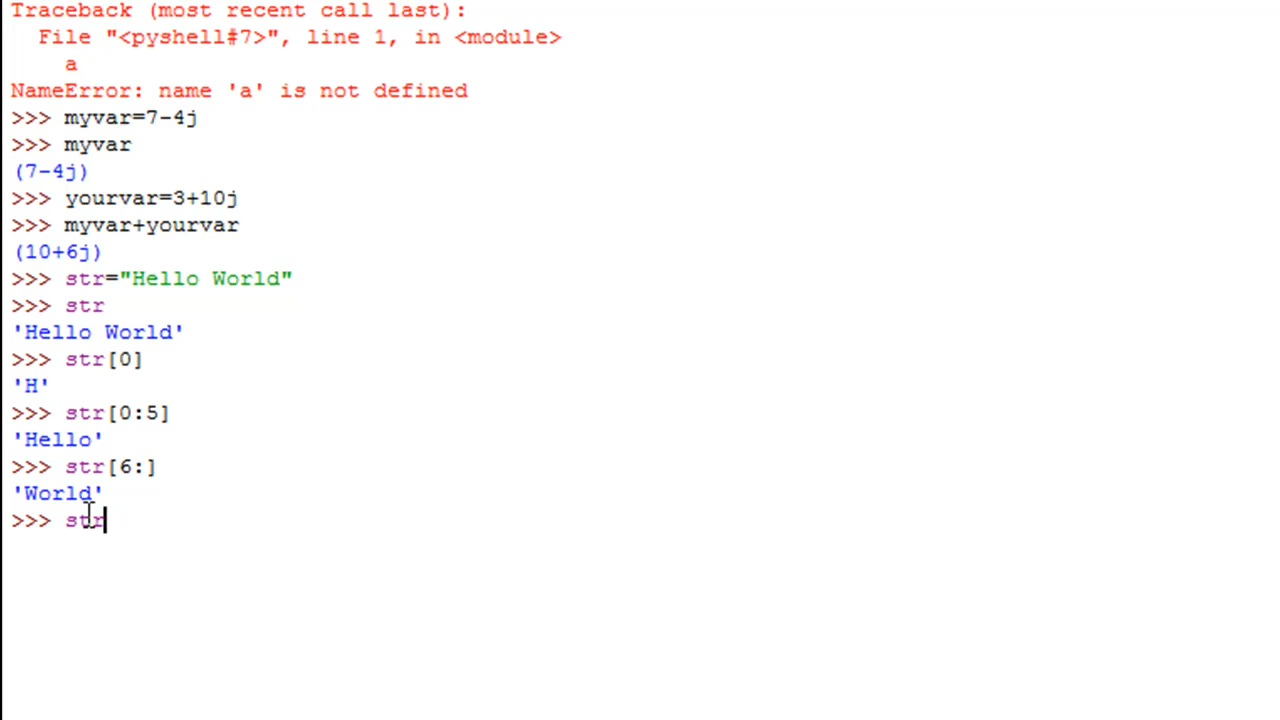 Traceback (most recent call last):
  File "<pyshell#7>", line 1, in <module>
    a
NameError: name 'a' is not defined
>>> myvar=7-4j
>>> myvar
(7-4j)
>>> yourvar=3+10j
>>> myvar+yourvar
(10+6j)
>>> str="Hello World"
>>> str
'Hello World'
>>> str[0]
'H'
>>> str[0:5]
'Hello'
>>> str[6:]
'World'
>>> str